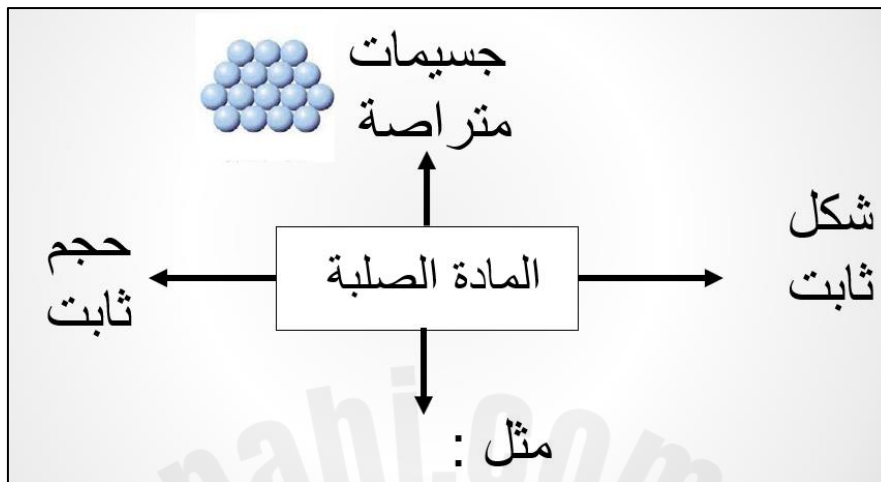 جسيمات
متراصة
شكل
ثابت
المادة الصلبة
حجم
ثابت
مثل :